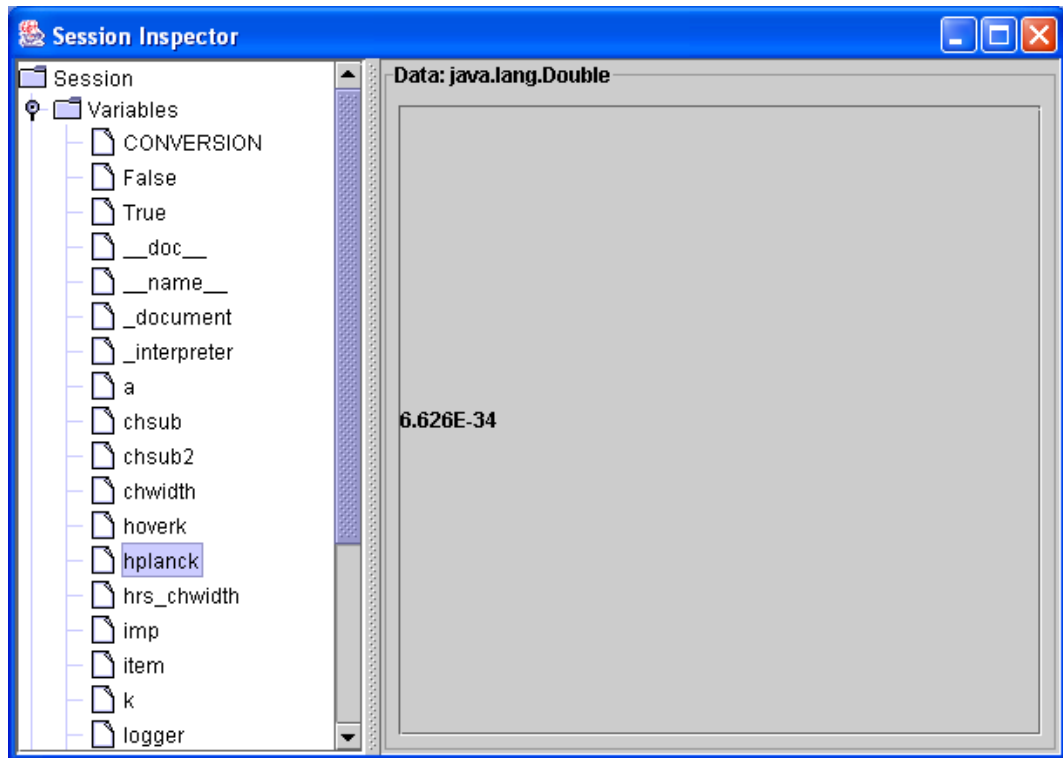 Session Inspector
Session
Variables
CONVERSION
False
True
__doc__
__name__
_document
_interpreter
a
chsub
chsub2
chwidth
hoverk
hplanck
hrs_chwidth
imp
item
k
logger
Data: java.lang.Double
6.626E-34